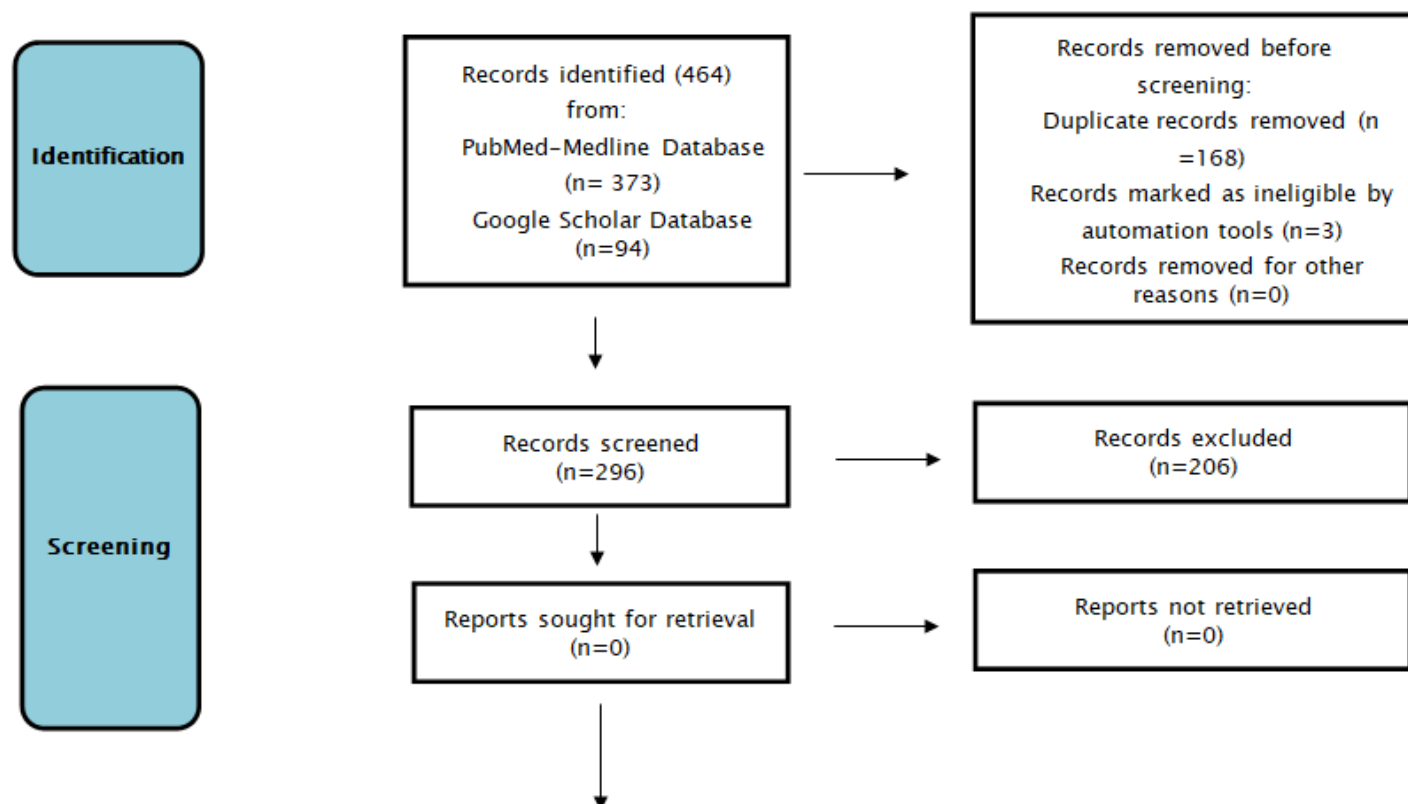 Identification
Records identified (464)
from:
PubMed-Medline Database
(n= 373)
Google Scholar Database
(n=94)
Records removed before
screening:
Duplicate records removed (n
=168)
Records marked as ineligible by
automation tools (n=3)
Records removed for other
reasons (n=0)
Screening
Records screened
(n=296)
Records excluded
(n=206)
Reports sought for retrieval
(n=0)
Reports not retrieved
(n=0)